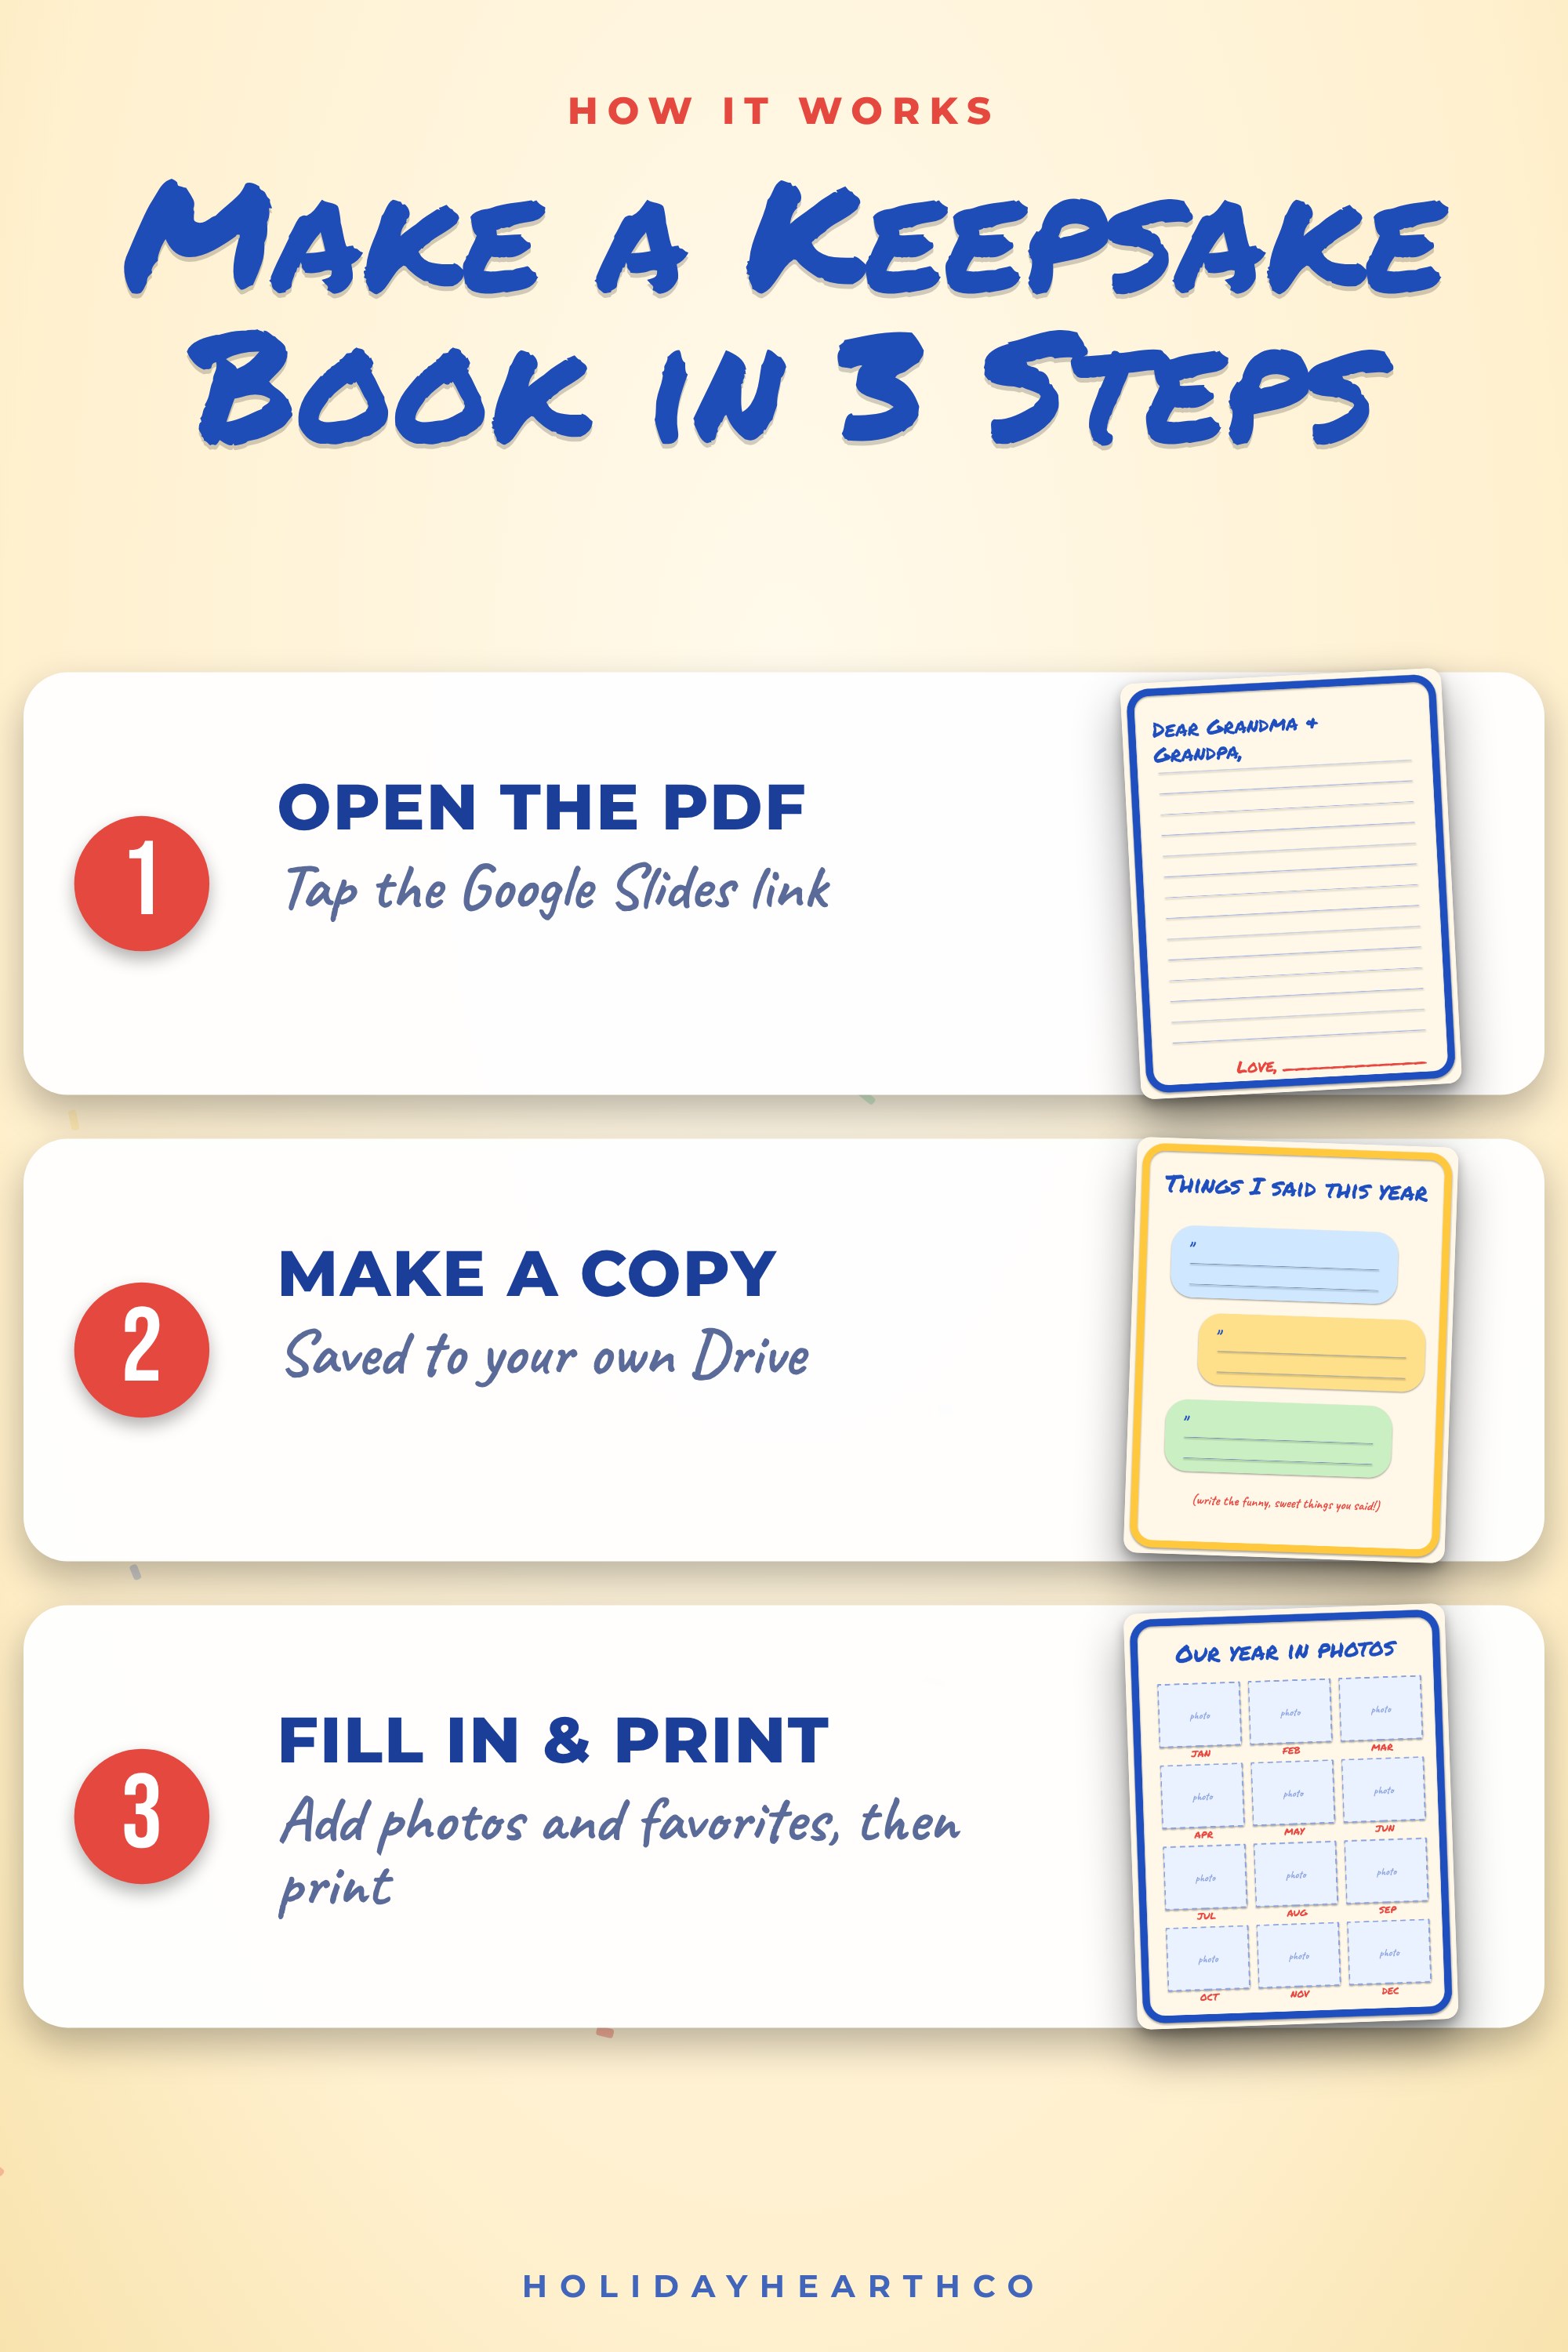 HOW IT WORKS
Make a Keepsake
Book in 3 Steps
1
OPEN THE PDF
Tap the Google Slides link
Dear Grandma &
Grandpa,
Love,
2
MAKE A COPY
Saved to your own Drive
Things I said this year
"
"
"
(write the funny, sweet things you said!)
3
FILL IN & PRINT
Add photos and favorites, then
print
Our year in photos
photo photo photo
JAN FEB MAR
photo photo photo
APR MAY JUN
photo photo photo
JUL AUG SEP
photo photo photo
OCT NOV DEC
HOLIDAYHEARTHCO